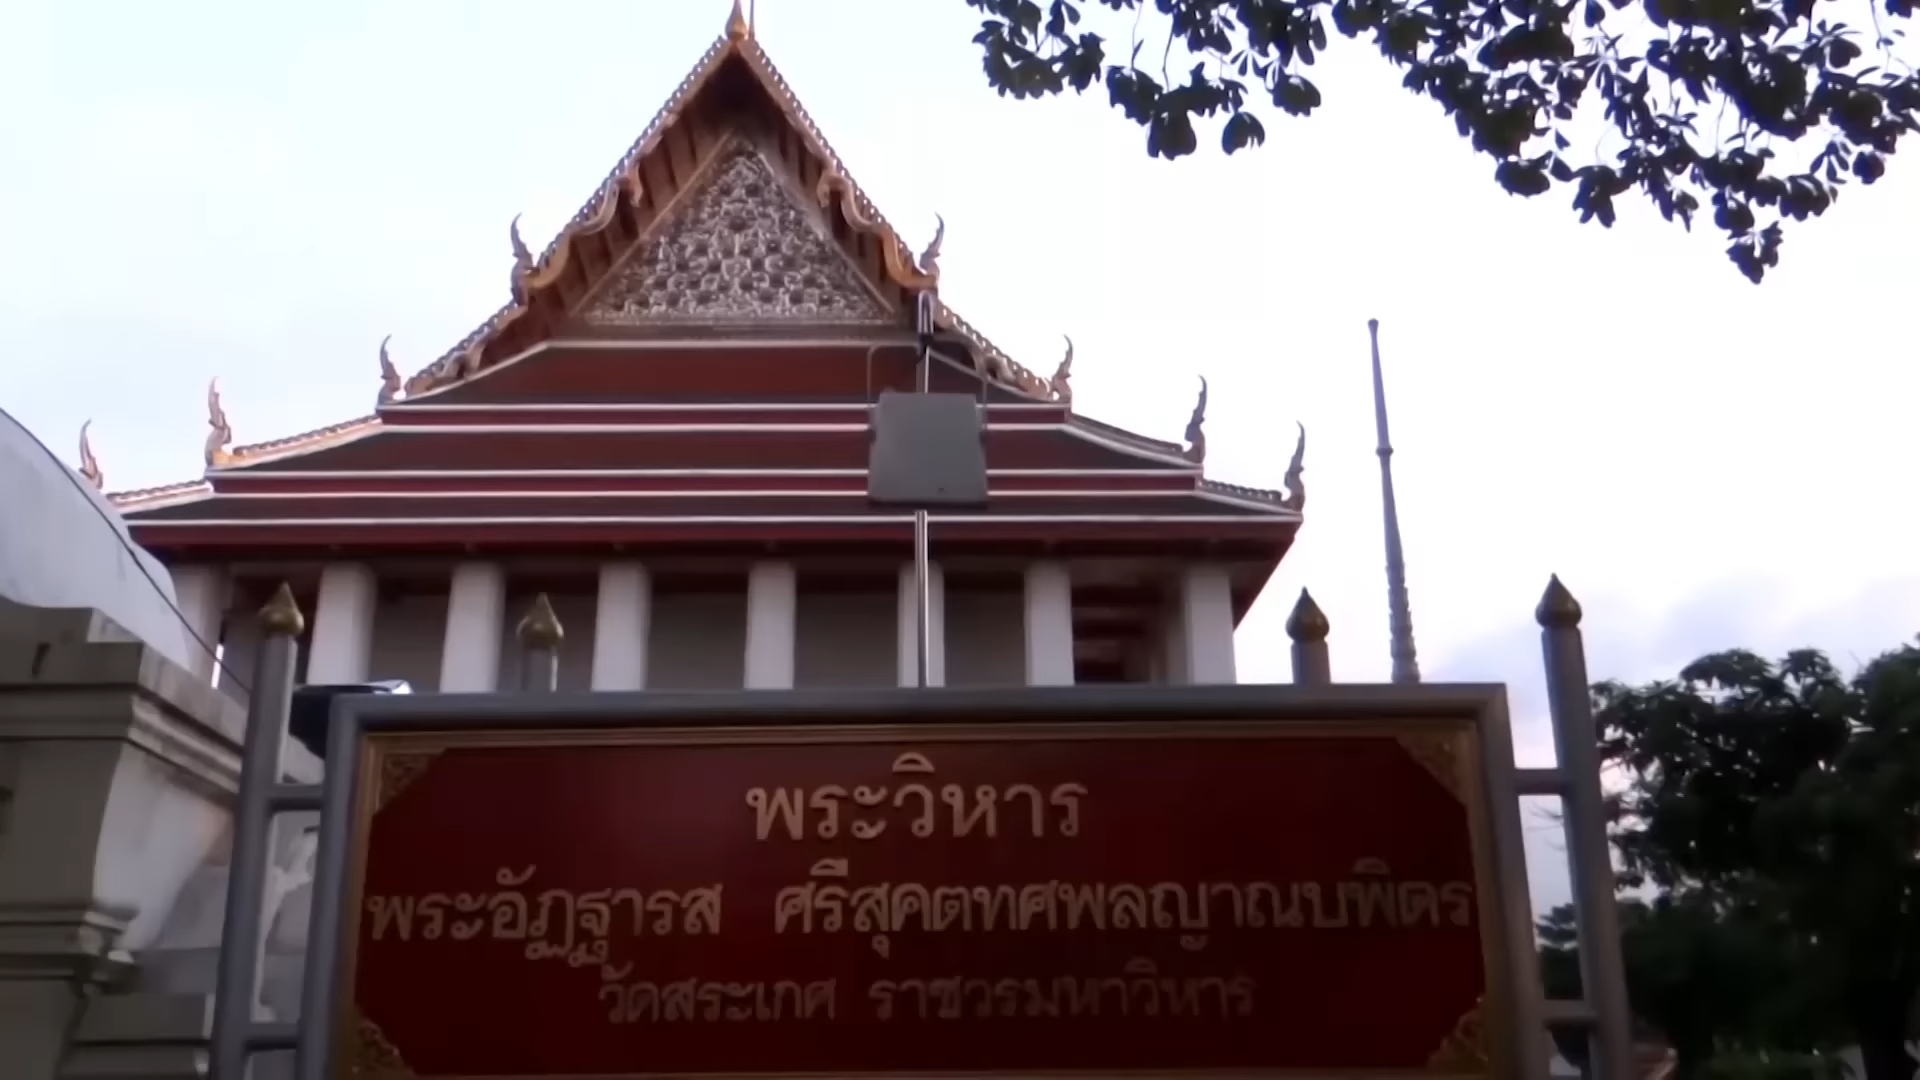 พระวิหาร
พระอัฏฐารส ศรีสุคตทศพลญาณบพิตร
วัดสระเกศ ราชวรมหาวิหาร